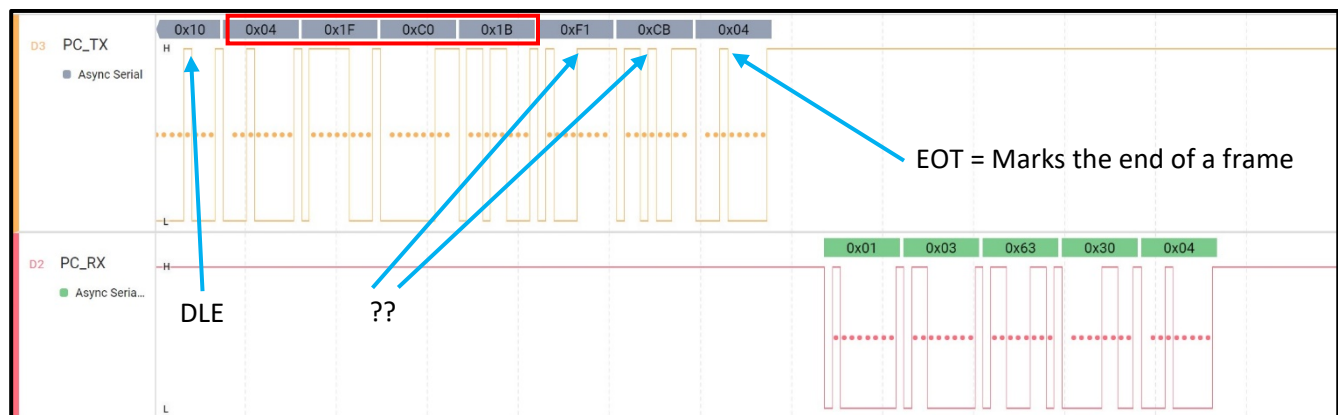 0x10 0x04 0x1F 0xC0 0x1B 0xF1 0xCB 0x04
D3 PC_TX H
Async Serial
EOT = Marks the end of a frame
L
0x01 0x03 0x63 0x30 0x04
D2 PC_RX H
Async Seria...
DLE ??
L